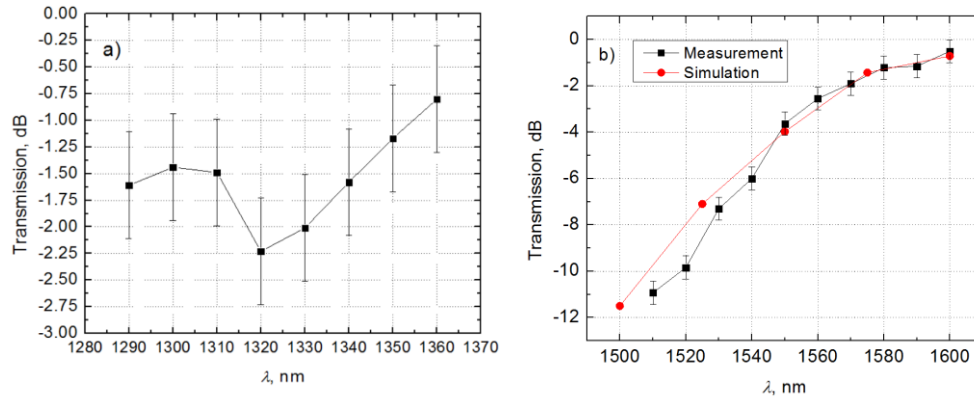 a)
0.00
-0.25
-0.50
-0.75
-1.00
-1.25
-1.50
-1.75
-2.00
-2.25
-2.50
-2.75
-3.00
Transmission, dB
1280 1290 1300 1310 1320 1330 1340 1350 1360 1370
λ, nm
b)
Measurement
Simulation
0
-2
-4
-6
-8
-10
-12
Transmission, dB
1500 1520 1540 1560 1580 1600
λ, nm